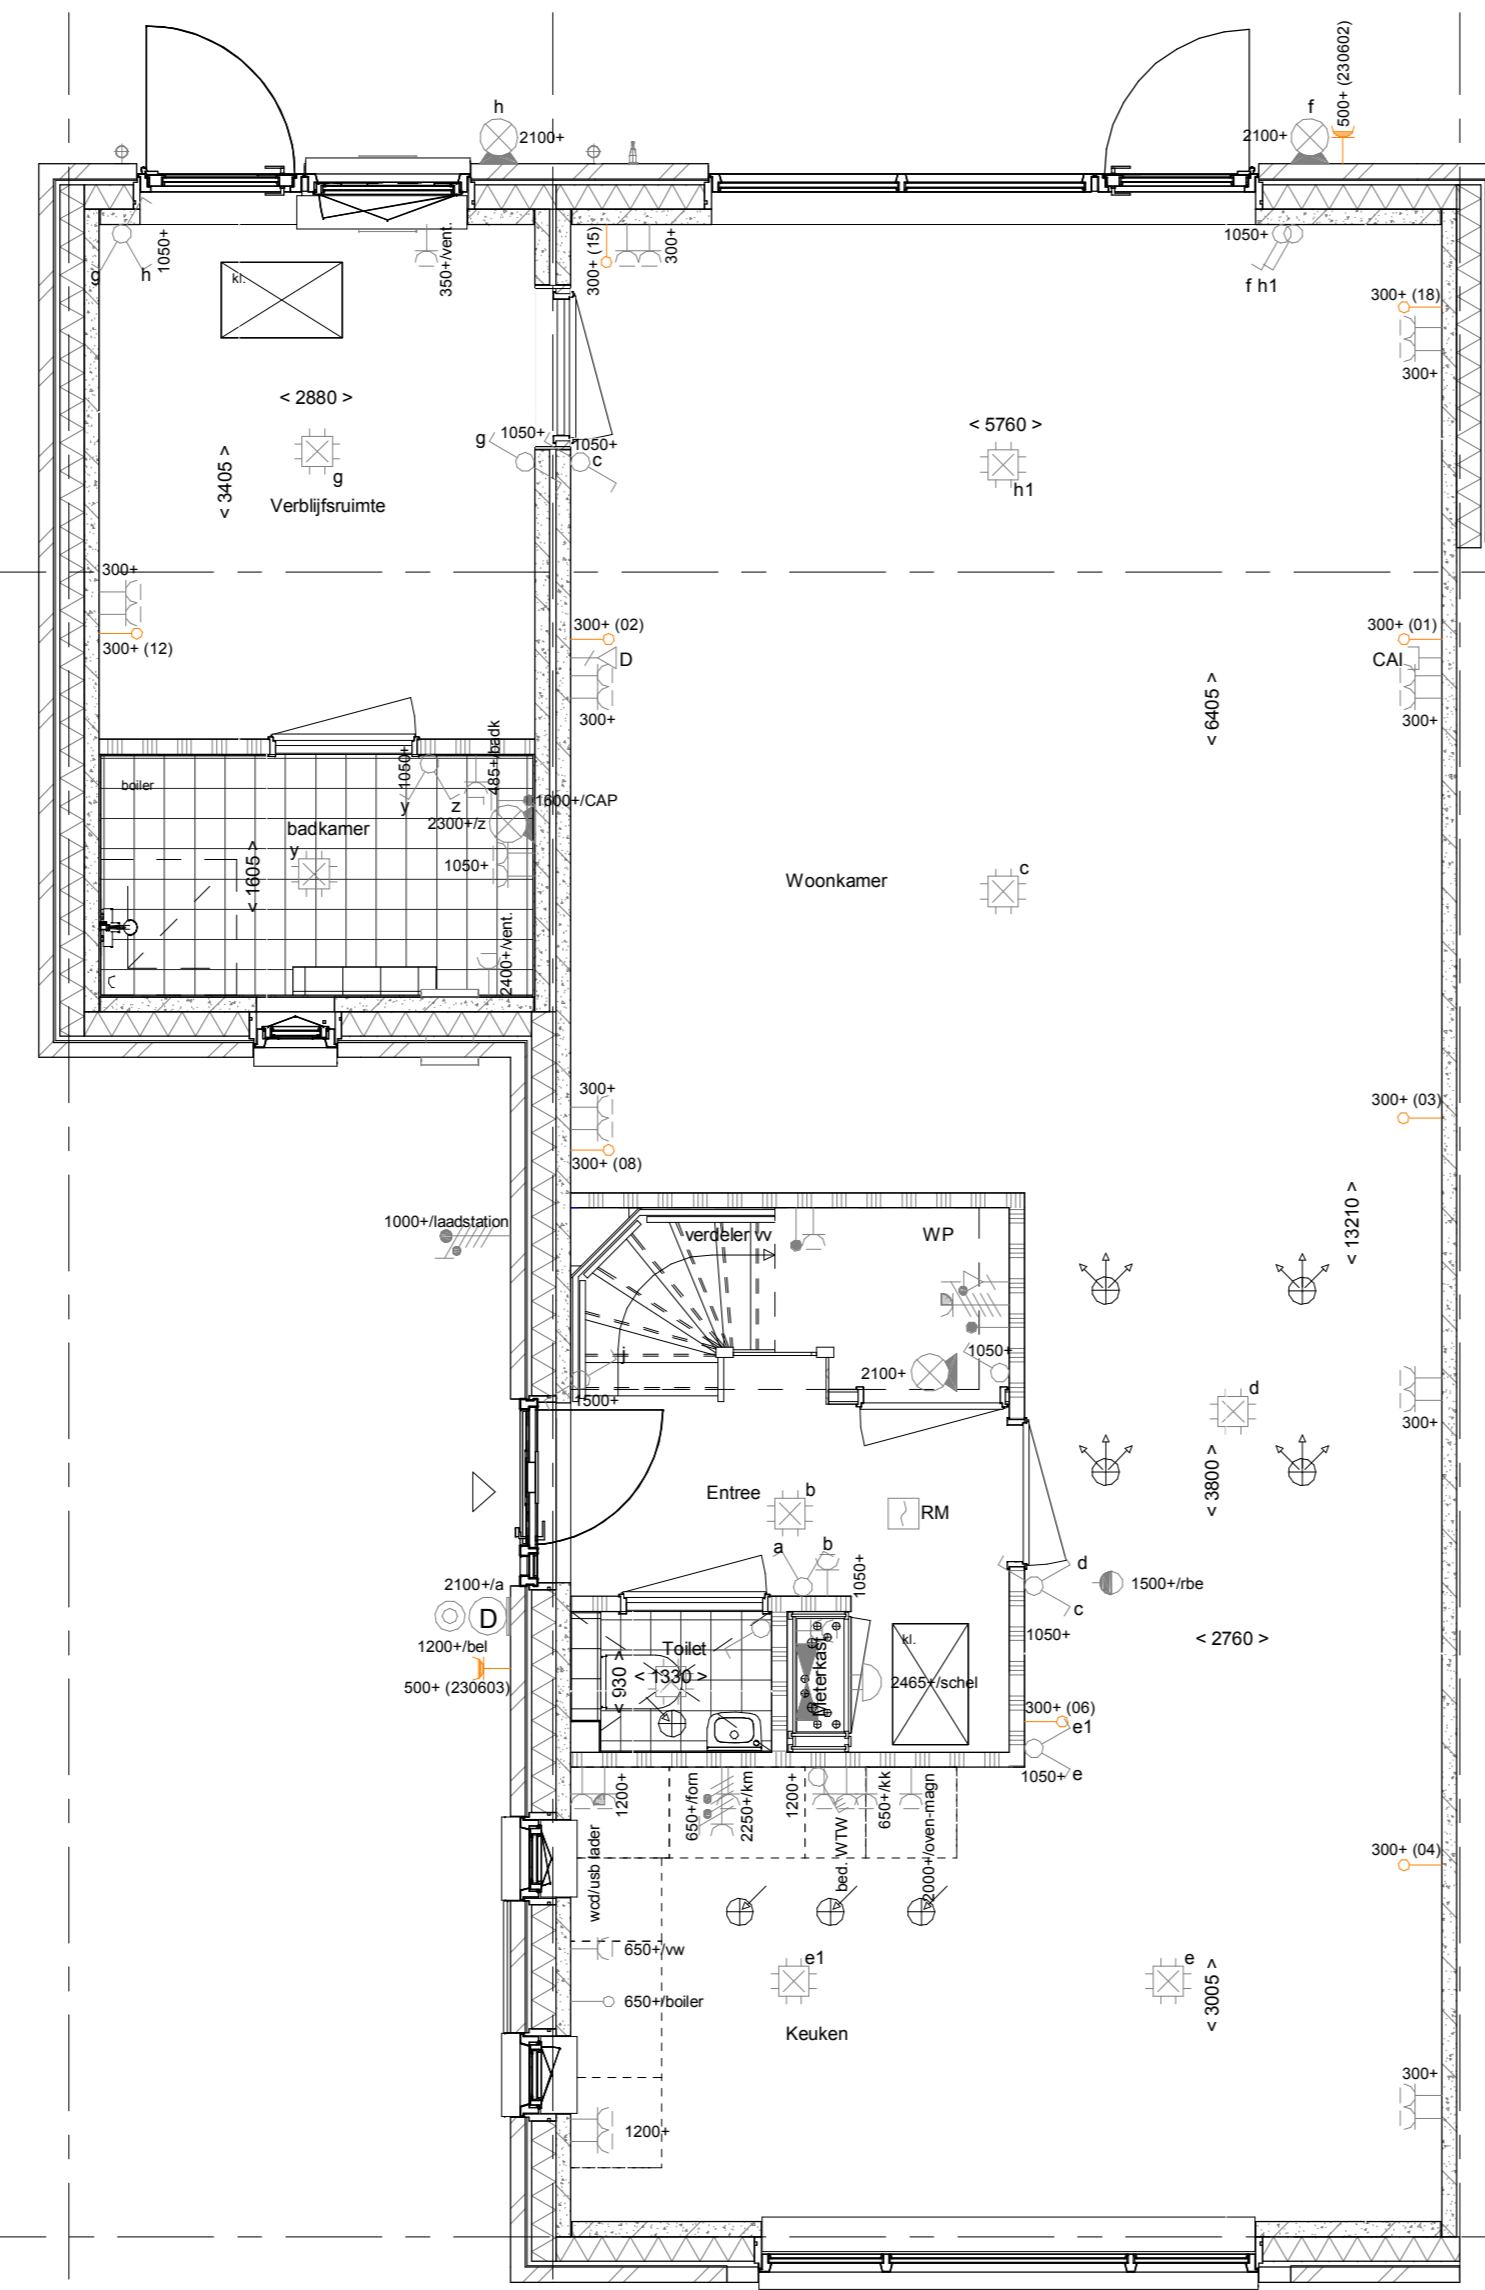 500+ (230602)
h
2100+
f
2100+
g
h
1050+
350+/vent.
300+ (15)
300+
1050+
f h1
kl.
300+ (18)
300+
< 2880 >
< 5760 >
g
1050+
1050+
c
< 3405 >
g
h1
Verblijfsruimte
300+
300+ (12)
300+ (02)
D
300+
300+ (01)
CAI
300+
< 6405 >
1050+
485+/badk
boiler
y
z
1600+/CAP
badkamer
2300+/z
y
< 1605 >
1050+
Woonkamer
c
2400+/vent.
300+
300+ (08)
300+ (03)
1000+/laadstation
verdeler vv
WP
< 13210 >
j
1500+
2100+
1050+
d
300+
< 3800 >
Entree
b
RM
a
b
1050+
d
c
1050+
1500+/rbe
2100+/a
D
1200+/bel
500+ (230603)
Toilet
< 930 >
< 1330 >
Meterkast
kl.
2465+/schel
< 2760 >
300+ (06)
e1
1050+
e
1200+
650+/forn
2250+/km
1200+
650+/kk
bed. WTW
2000+/oven-magn
wcd/usb lader
300+ (04)
650+/vw
e1
e
650+/boiler
< 3005 >
Keuken
300+
1200+